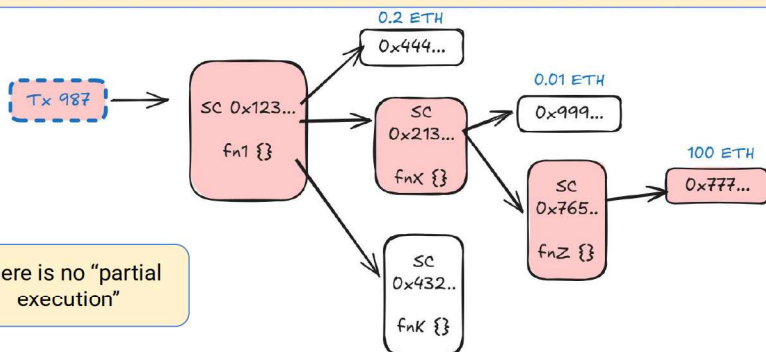 0.2 ETH
0x444...
Tx 987
SC 0x123...
fn1 {}
SC
0x213...
fnX {}
0.01 ETH
0x999...
SC
0x765..
fnZ {}
100 ETH
0x777...
SC
0x432..
fnK {}
ere is no “partial
execution”